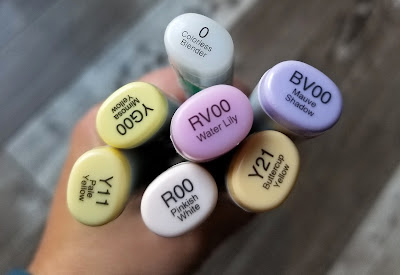 0
Colorless
Blender
YG00
Mimosa
Yellow
RV00
Water Lily
BV00
Mauve
Shadow
Y11
Pale
Yellow
R00
Pinkish
White
Y21
Buttercup
Yellow